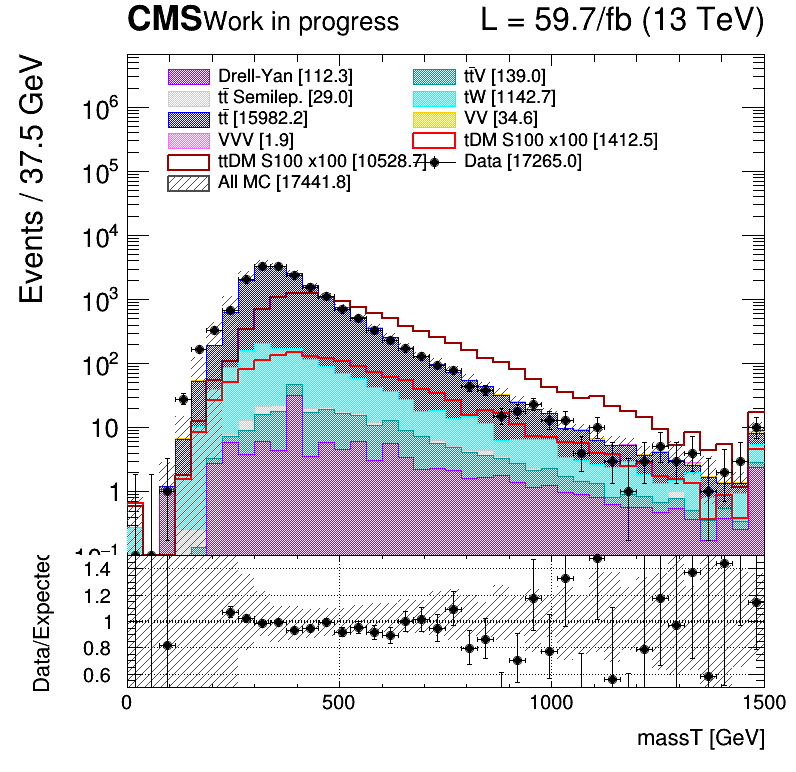 CMS Work in progress L = 59.7/fb (13 TeV)
Events / 37.5 GeV
Drell-Yan [112.3] tt̄V [139.0]
tt̄ Semilep. [29.0] tW [1142.7]
tt̄ [15982.2] VV [34.6]
VVV [1.9] tDM S100 x100 [1412.5]
ttDM S100 x100 [10528.7] Data [17265.0]
All MC [17441.8]
10⁶
10⁵
10⁴
10³
10²
10
1
10⁻¹
Data/Expected
1.4
1.2
1
0.8
0.6
0 500 1000 1500
massT [GeV]